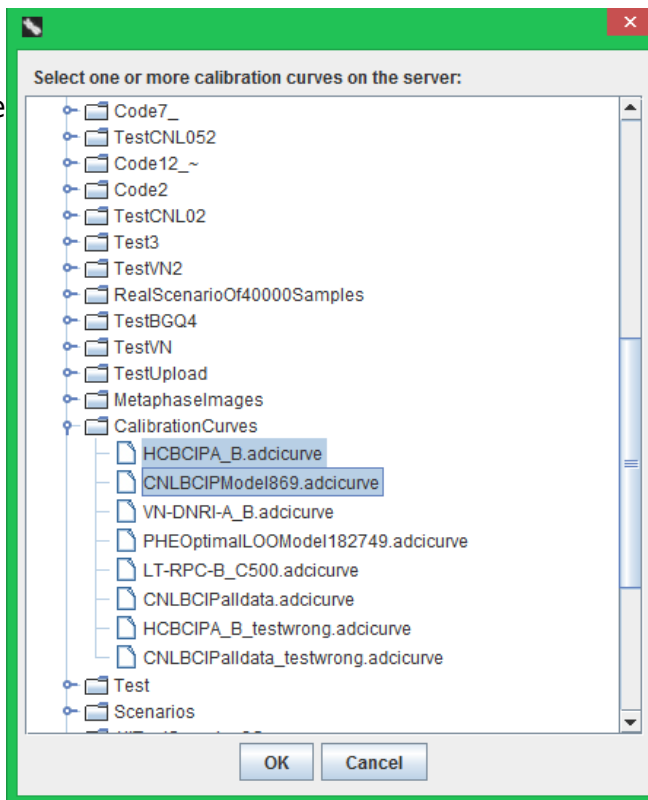 Select one or more calibration curves on the server:
e
Code7_
TestCNL052
Code12_~
Code2
TestCNL02
Test3
TestVN2
RealScenarioOf40000Samples
TestBGQ4
TestVN
TestUpload
MetaphaseImages
CalibrationCurves
HCBCIPA_B.adcicurve
CNLBCIPModel869.adcicurve
VN-DNRI-A_B.adcicurve
PHEOptimalLOOModel182749.adcicurve
LT-RPC-B_C500.adcicurve
CNLBCIPalldata.adcicurve
HCBCIPA_B_testwrong.adcicurve
CNLBCIPalldata_testwrong.adcicurve
Test
Scenarios
OK Cancel